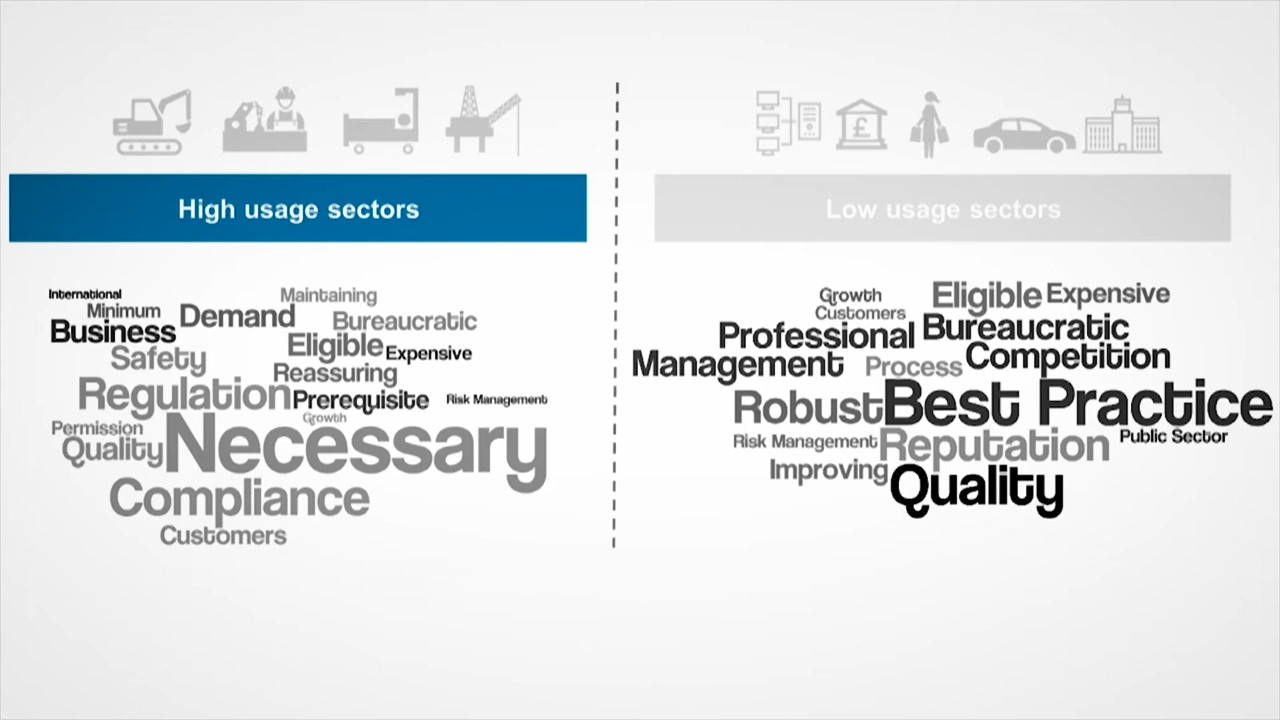 High usage sectors
International
Maintaining
Minimum
Demand
Business
Bureaucratic
Safety
Eligible
Expensive
Reassuring
Regulation
Prerequisite
Risk Management
Growth
Permission
Quality
Necessary
Compliance
Customers
£
Low usage sectors
Growth
Eligible
Expensive
Customers
Professional
Bureaucratic
Management
Process
Competition
Robust
Best Practice
Risk Management
Reputation
Public Sector
Improving
Quality